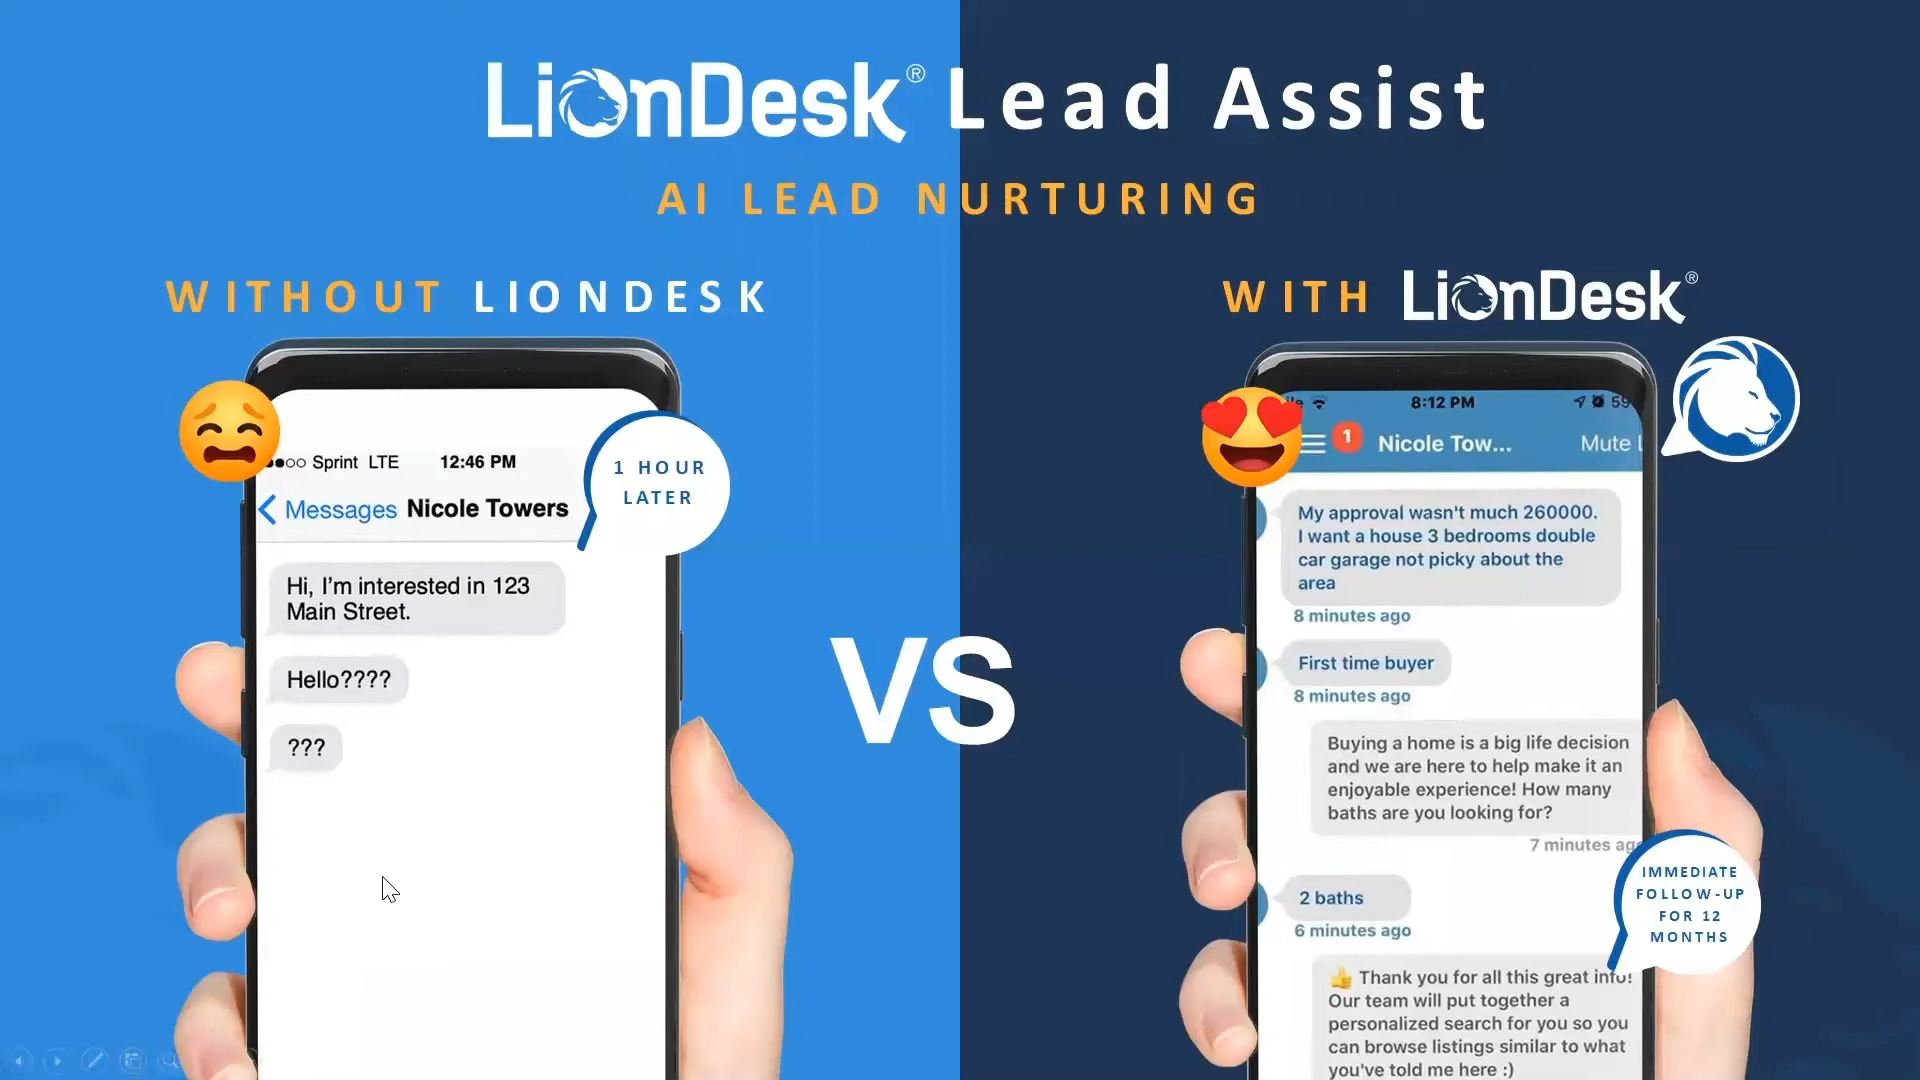 LionDesk® Lead Assist
AI LEAD NURTURING
WITHOUT LIONDESK
WITH LionDesk®
Sprint LTE 12:46 PM
Messages Nicole Towers
1 HOUR
LATER
Hi, I'm interested in 123
Main Street.
Hello????
???
VS
8:12 PM
1 Nicole Tow... Mute
My approval wasn't much 260000.
I want a house 3 bedrooms double
car garage not picky about the
area
8 minutes ago
First time buyer
8 minutes ago
Buying a home is a big life decision
and we are here to help make it an
enjoyable experience! How many
baths are you looking for?
7 minutes ago
2 baths
6 minutes ago
IMMEDIATE
FOLLOW-UP
FOR 12
MONTHS
👍 Thank you for all this great info!
Our team will put together a
personalized search for you so you
can browse listings similar to what
you've told me here :)